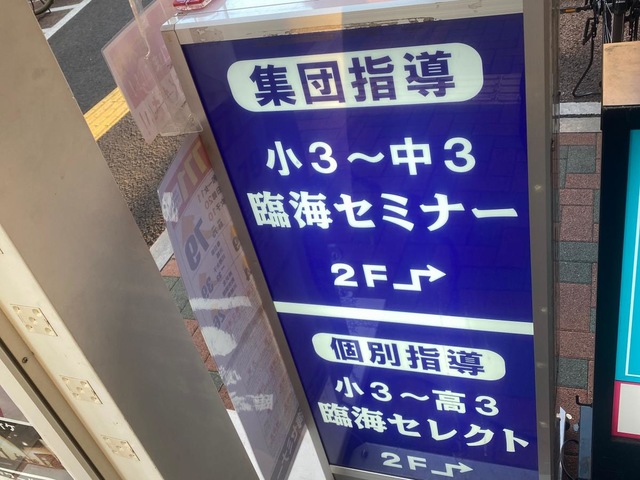 集団指導
小3～中3
臨海セミナー
2F
個別指導
小3～高3
臨海セレクト
2F